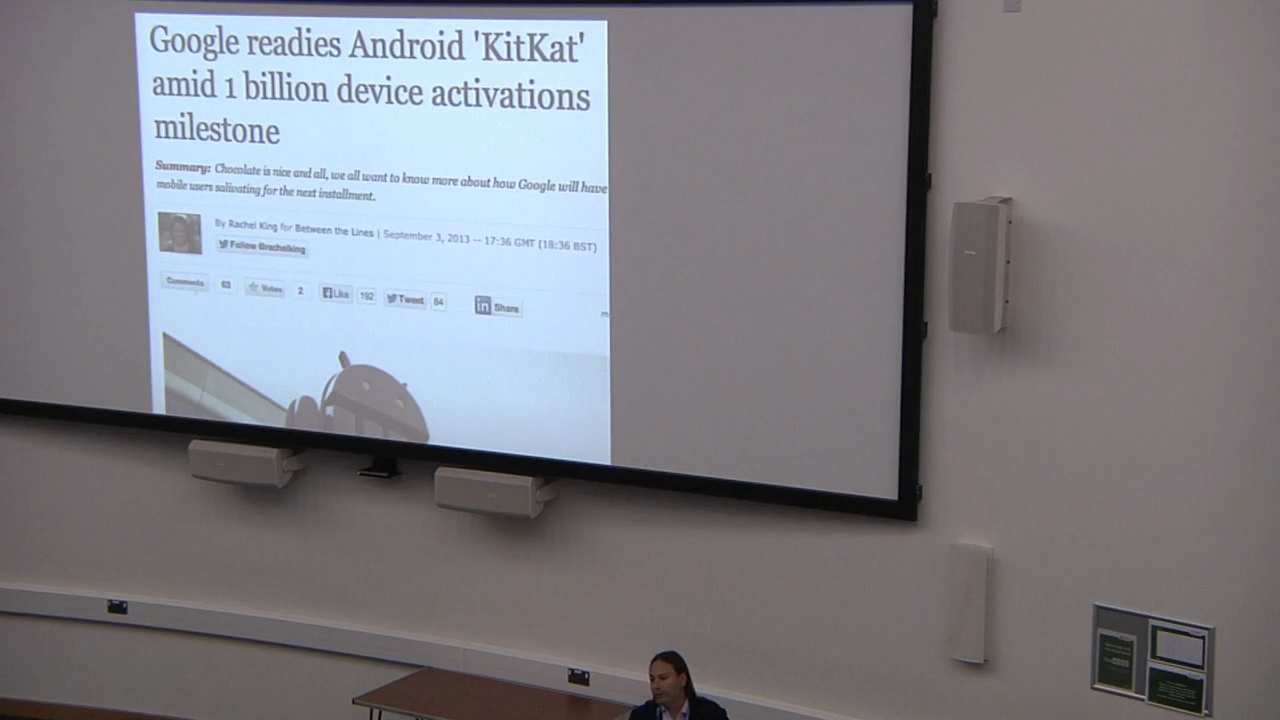 Google readies Android 'KitKat'
amid 1 billion device activations
milestone
Summary: Chocolate is nice and all, we all want to know more about how Google will have
mobile users salivating for the next installment.
By Rachel King for Between the Lines | September 3, 2013 -- 17:36 GMT (18:36 BST)
Follow @rachelking
Comments 63 Votes 2 Like 192 Tweet 84 in Share